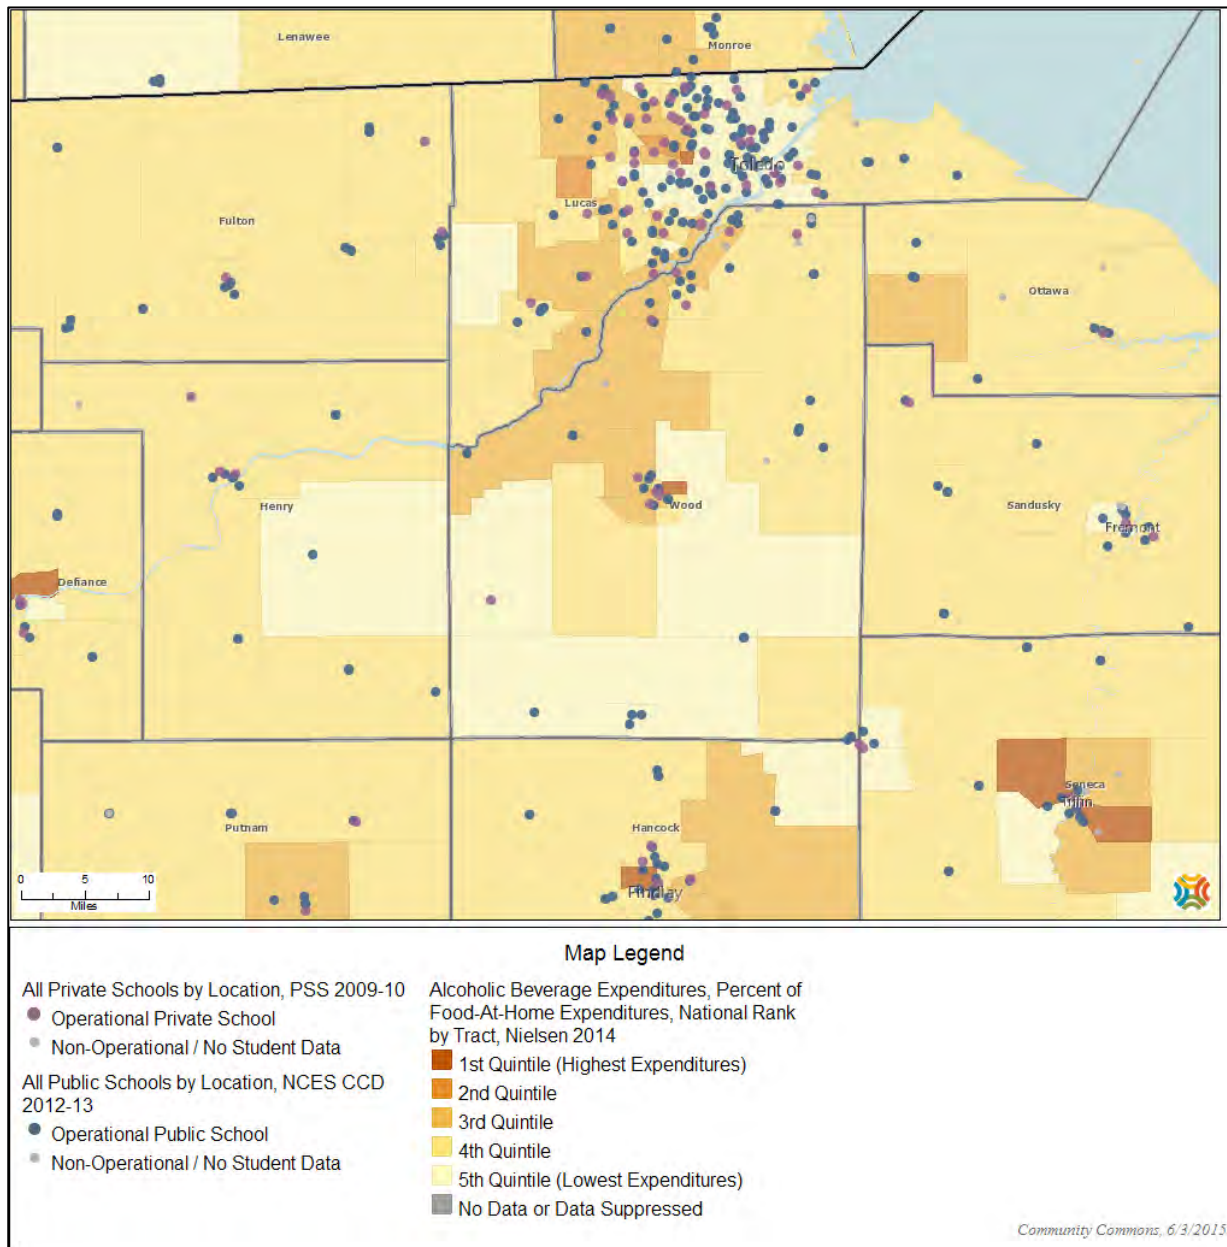 Lenawee
Monroe
Toledo
Lucas
Fulton
Ottawa
Henry
Wood
Sandusky
Fremont
Defiance
Seneca
Tiffin
Putnam
Hancock
Findlay
0 5 10
Miles
Map Legend
All Private Schools by Location, PSS 2009-10
Operational Private School
Non-Operational / No Student Data
All Public Schools by Location, NCES CCD
2012-13
Operational Public School
Non-Operational / No Student Data
Alcoholic Beverage Expenditures, Percent of
Food-At-Home Expenditures, National Rank
by Tract, Nielsen 2014
1st Quintile (Highest Expenditures)
2nd Quintile
3rd Quintile
4th Quintile
5th Quintile (Lowest Expenditures)
No Data or Data Suppressed
Community Commons, 6/3/2015